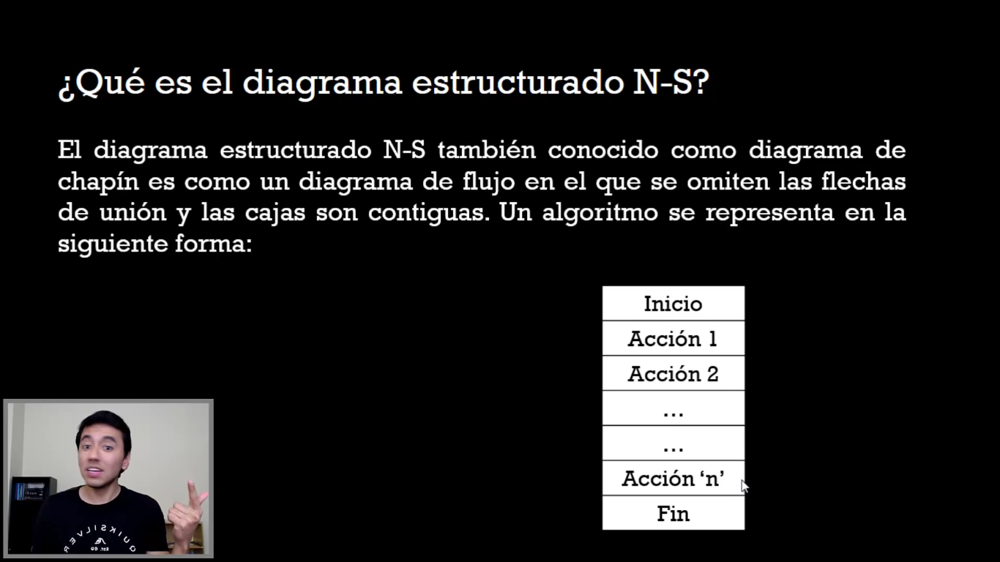 ¿Qué es el diagrama estructurado N-S?
El diagrama estructurado N-S también conocido como diagrama de
chapín es como un diagrama de flujo en el que se omiten las flechas
de unión y las cajas son contiguas. Un algoritmo se representa en la
siguiente forma:
Inicio
Acción 1
Acción 2
...
...
Acción ‘n’
Fin
QUIKSILVER
EST. 69